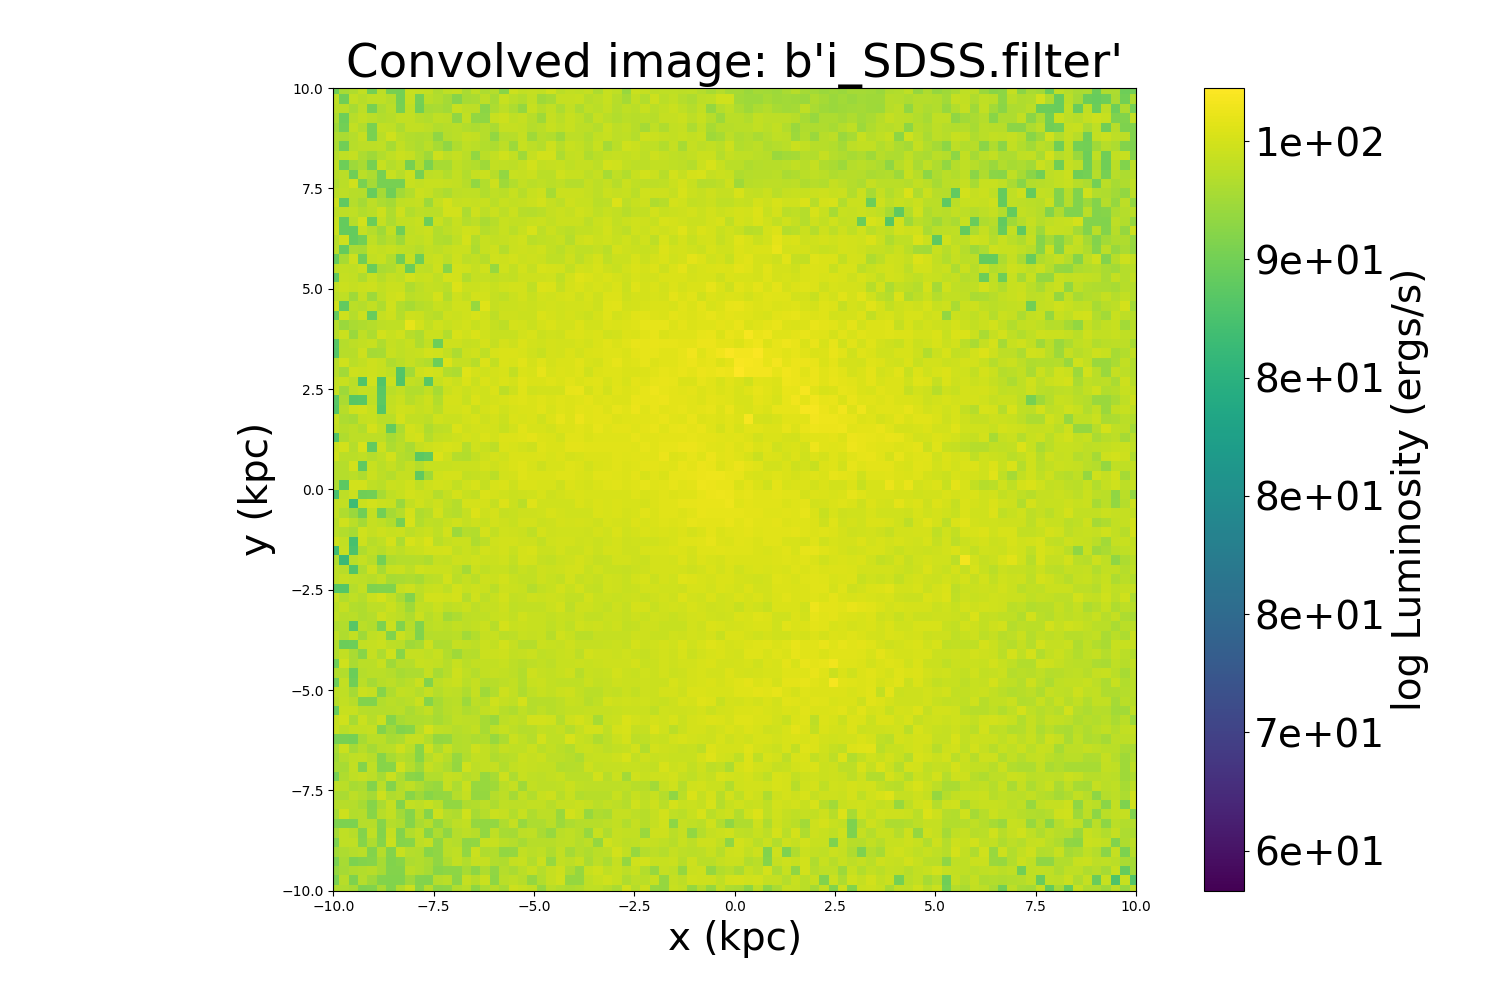 Convolved image: b'i_SDSS.filter'
10.0
7.5
5.0
2.5
0.0
−2.5
−5.0
−7.5
−10.0
y (kpc)
−10.0 −7.5 −5.0 −2.5 0.0 2.5 5.0 7.5 10.0
x (kpc)
1e+02
9e+01
8e+01
8e+01
8e+01
7e+01
6e+01
log Luminosity (ergs/s)